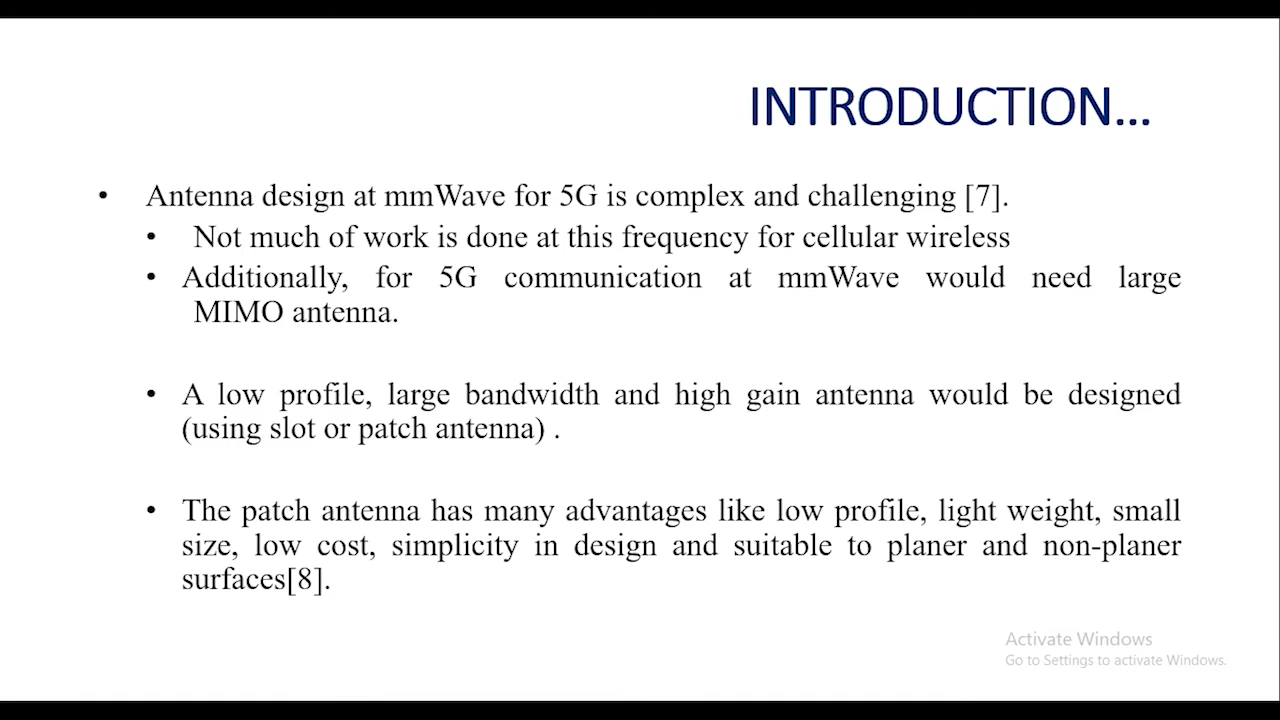 INTRODUCTION...
• Antenna design at mmWave for 5G is complex and challenging [7].
• Not much of work is done at this frequency for cellular wireless
• Additionally, for 5G communication at mmWave would need large
MIMO antenna.
• A low profile, large bandwidth and high gain antenna would be designed
(using slot or patch antenna) .
• The patch antenna has many advantages like low profile, light weight, small
size, low cost, simplicity in design and suitable to planer and non-planer
surfaces[8].
Activate Windows
Go to Settings to activate Windows.